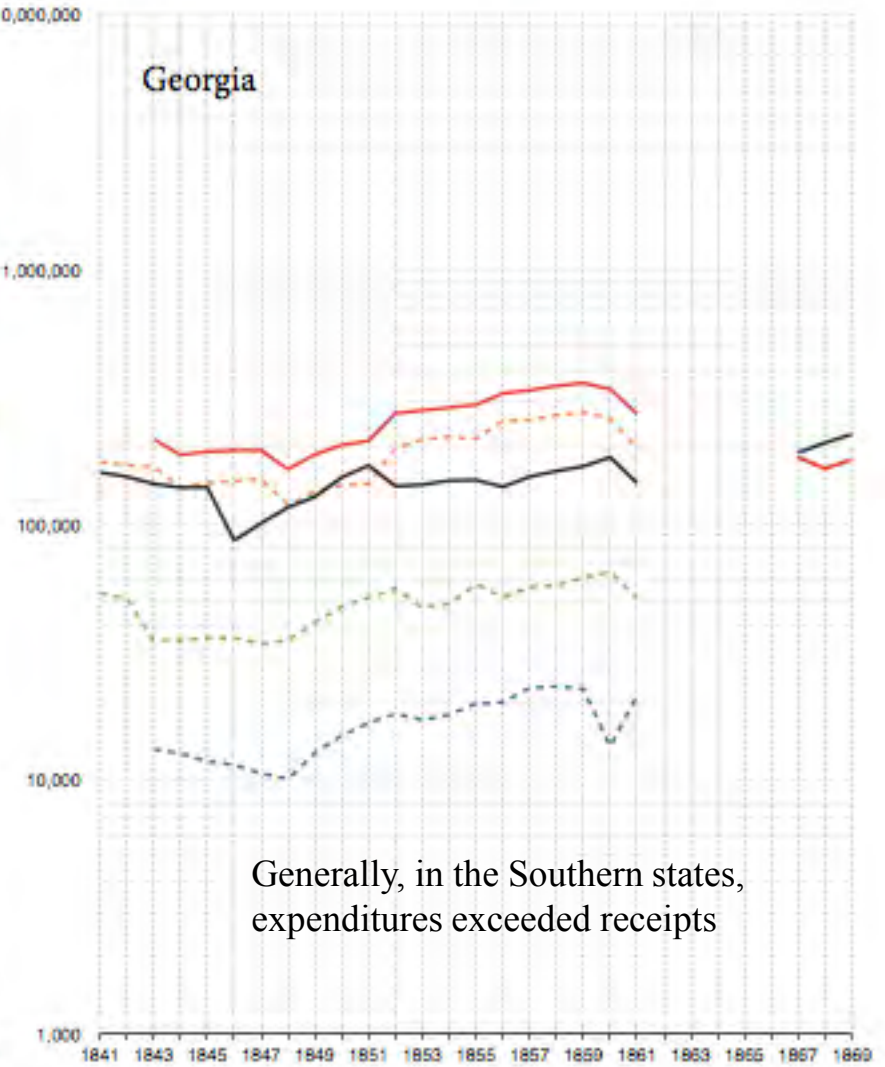 0,000,000
Georgia
1,000,000
100,000
10,000
Generally, in the Southern states,
expenditures exceeded receipts
1,000
1841 1843 1845 1847 1849 1851 1853 1855 1857 1859 1861 1863 1865 1867 1869